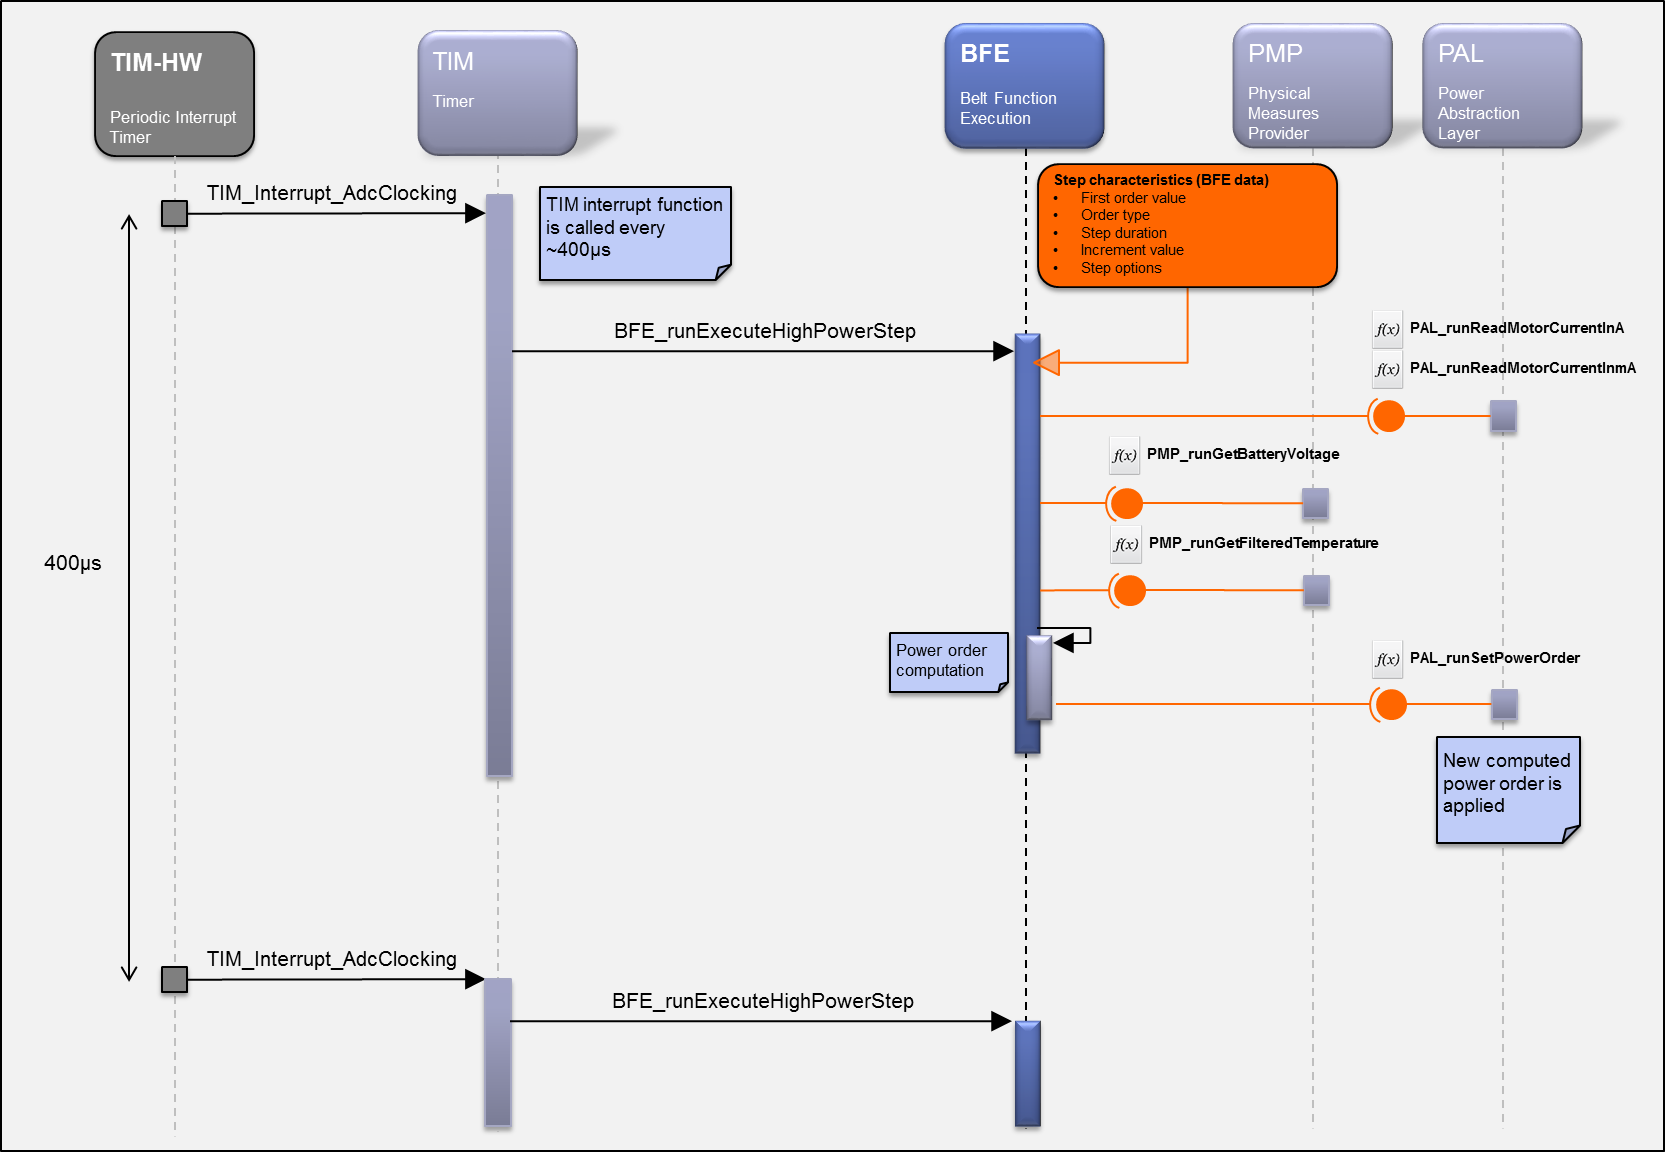 TIM-HW
Periodic Interrupt
Timer
TIM
Timer
BFE
Belt Function
Execution
PMP
Physical
Measures
Provider
PAL
Power
Abstraction
Layer
TIM_Interrupt_AdcClocking
TIM interrupt function
is called every
~400µs
Step characteristics (BFE data)
• First order value
• Order type
• Step duration
• Increment value
• Step options
BFE_runExecuteHighPowerStep
f(x) PAL_runReadMotorCurrentInA
f(x) PAL_runReadMotorCurrentInmA
f(x) PMP_runGetBatteryVoltage
f(x) PMP_runGetFilteredTemperature
400µs
Power order
computation
f(x) PAL_runSetPowerOrder
New computed
power order is
applied
TIM_Interrupt_AdcClocking
BFE_runExecuteHighPowerStep